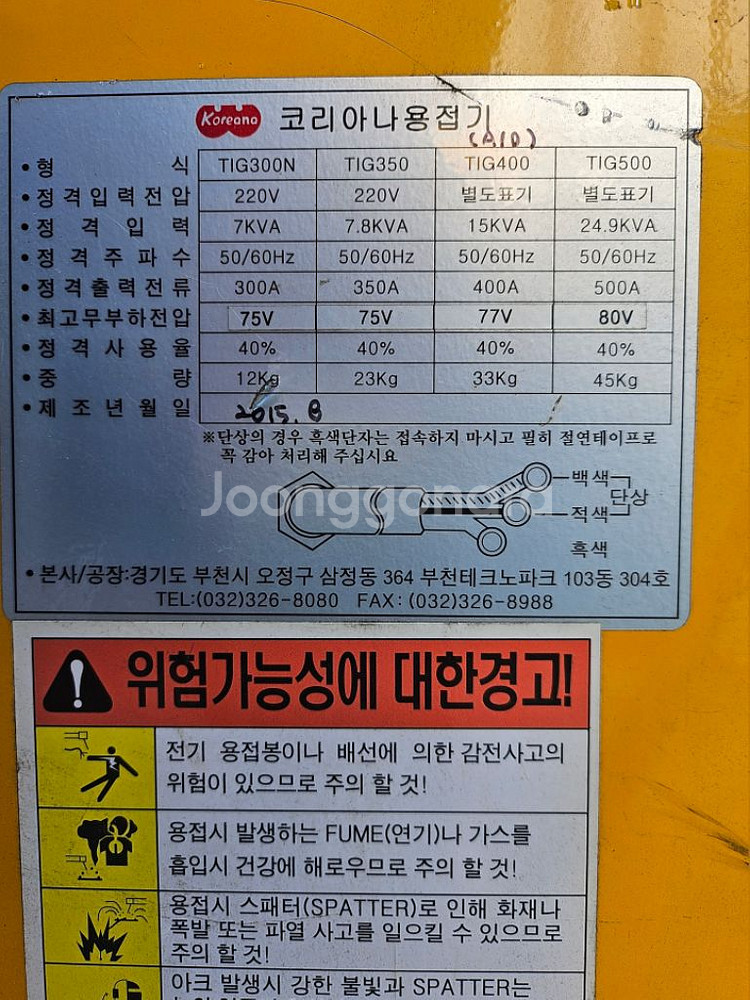 Koreana 코리아나용접기
(A10)
• 형 식 TIG300N TIG350 TIG400 TIG500
• 정격입력전압 220V 220V 별도표기 별도표기
• 정격입력 7KVA 7.8KVA 15KVA 24.9KVA
• 정격주파수 50/60Hz 50/60Hz 50/60Hz 50/60Hz
• 정격출력전류 300A 350A 400A 500A
• 최고무부하전압 75V 75V 77V 80V
• 정격사용율 40% 40% 40% 40%
• 중 량 12Kg 23Kg 33Kg 45Kg
• 제조년월일 2015. 8
※단상의 경우 흑색단자는 접속하지 마시고 필히 절연테이프로
꼭 감아 처리해 주십시요
백색
단상
적색
흑색
Joonggonara
• 본사/공장:경기도 부천시 오정구 삼정동 364 부천테크노파크 103동 304호
TEL:(032)326-8080 FAX: (032)326-8988
위험가능성에 대한경고!
전기 용접봉이나 배선에 의한 감전사고의
위험이 있으므로 주의 할 것!
용접시 발생하는 FUME(연기)나 가스를
흡입시 건강에 해로우므로 주의 할 것!
용접시 스패터(SPATTER)로 인해 화재나
폭발 또는 파열 사고를 일으킬 수 있으므로
주의 할 것!
아크 발생시 강한 불빛과 SPATTER는